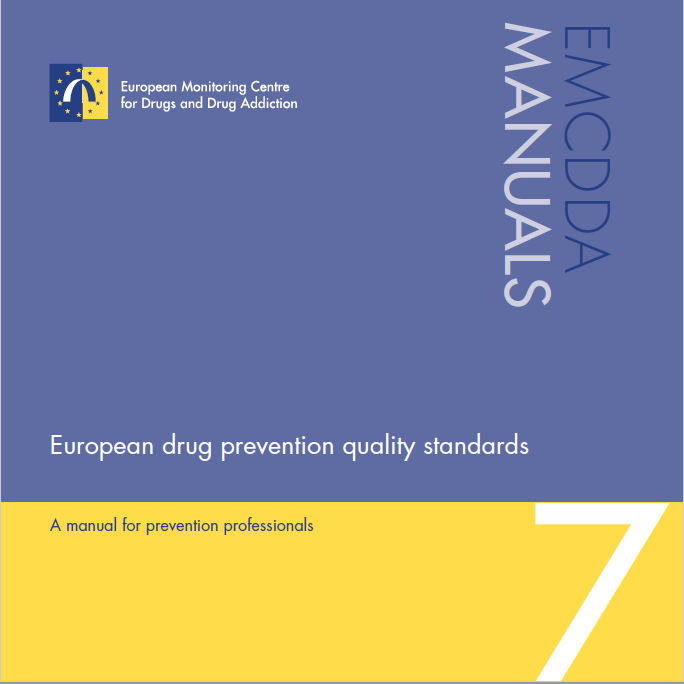 European Monitoring Centre
for Drugs and Drug Addiction
EMCDDA
MANUALS
European drug prevention quality standards
A manual for prevention professionals
7